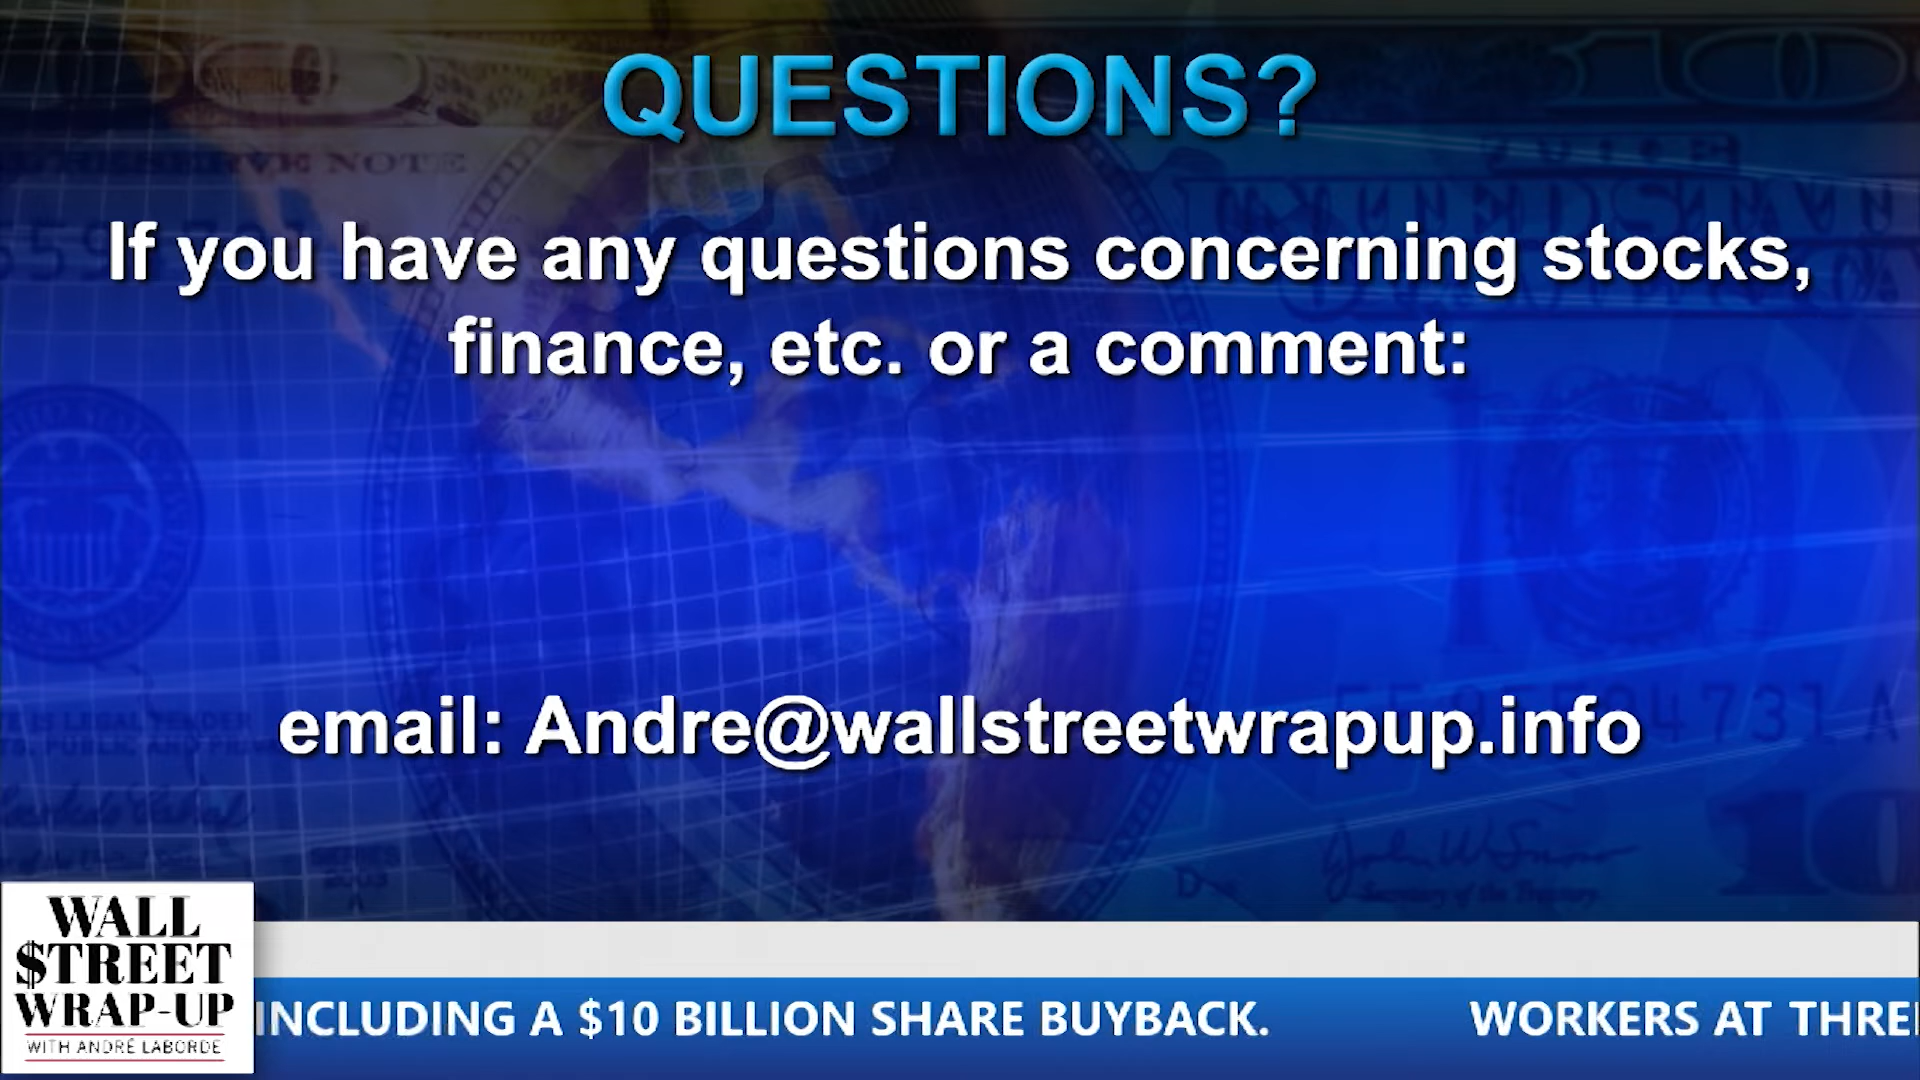 QUESTIONS?
If you have any questions concerning stocks,
finance, etc. or a comment:
email: Andre@wallstreetwrapup.info
WALL
$TREET
WRAP-UP
WITH ANDRÉ LABORDE
INCLUDING A $10 BILLION SHARE BUYBACK. WORKERS AT